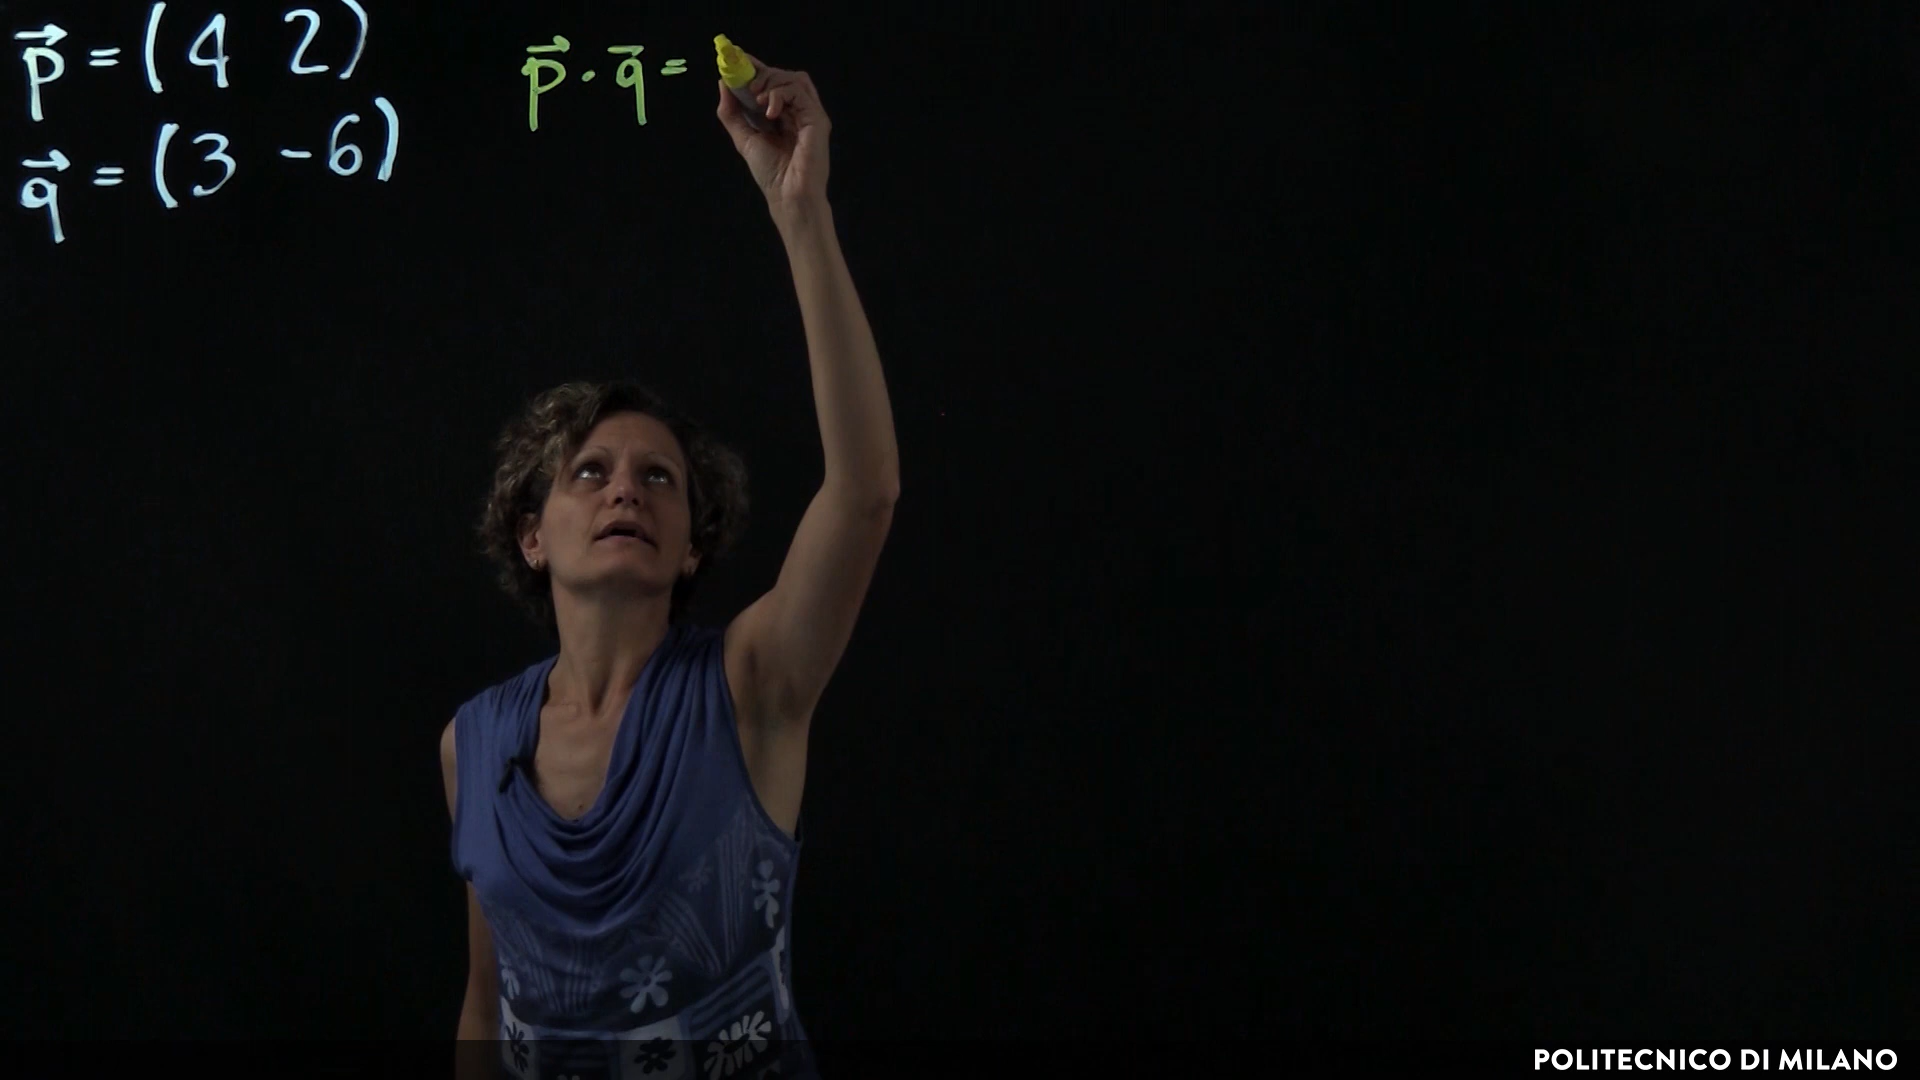 p⃗ = (4 2)
q⃗ = (3 -6)
p⃗ · q⃗ =
POLITECNICO DI MILANO